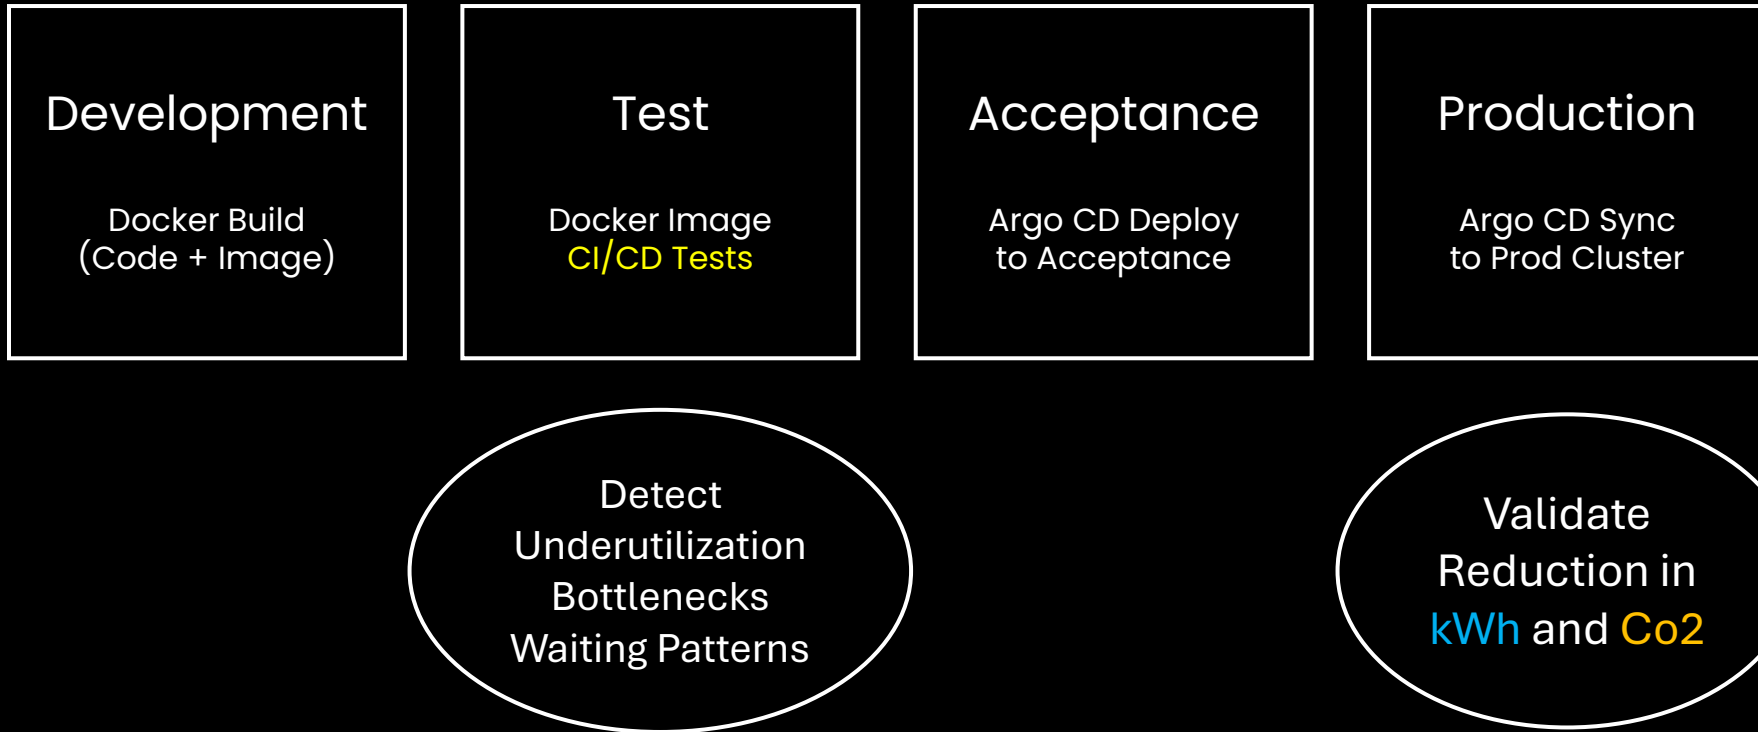 Development
Docker Build
(Code + Image)
Test
Docker Image
CI/CD Tests
Acceptance
Argo CD Deploy
to Acceptance
Production
Argo CD Sync
to Prod Cluster
Detect
Underutilization
Bottlenecks
Waiting Patterns
Validate
Reduction in
kWh and Co2